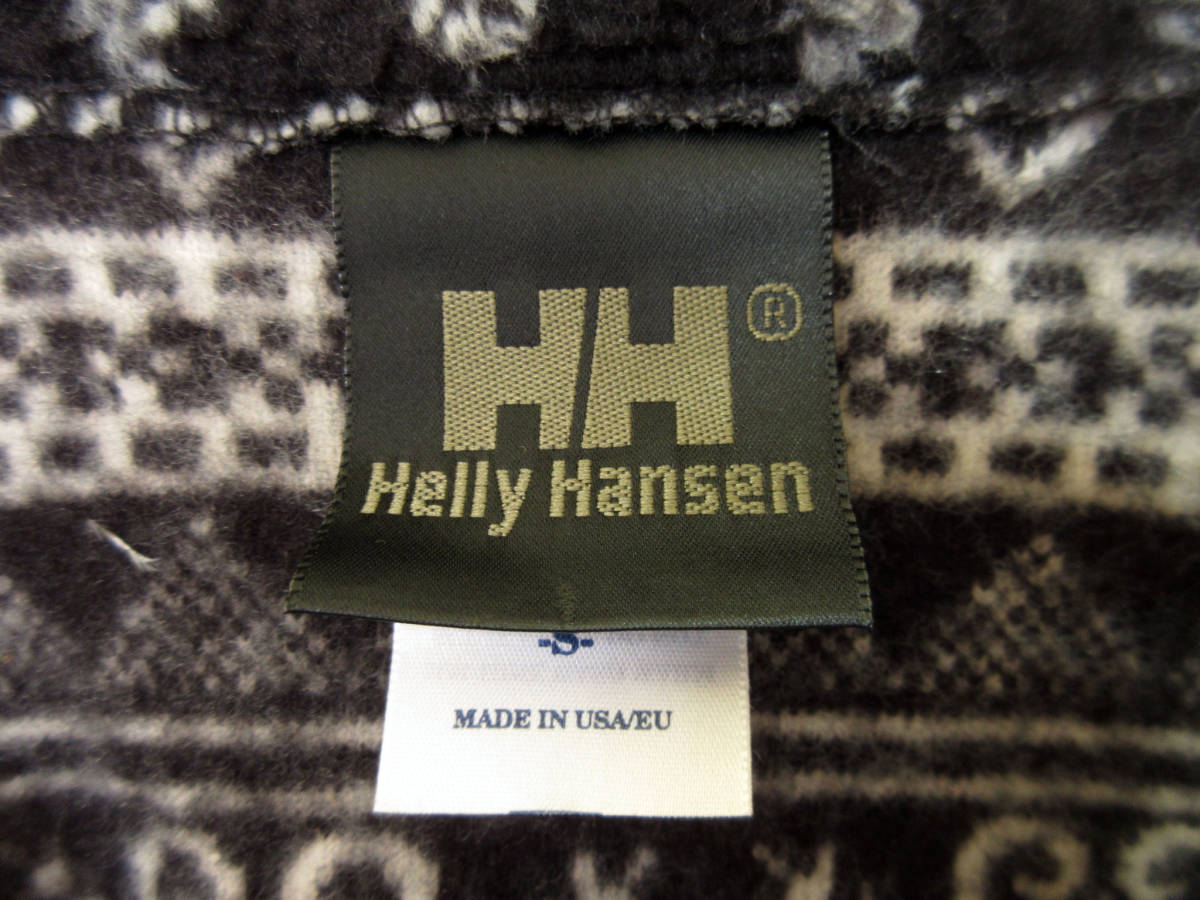 HH®
Helly Hansen
-S-
MADE IN USA/EU